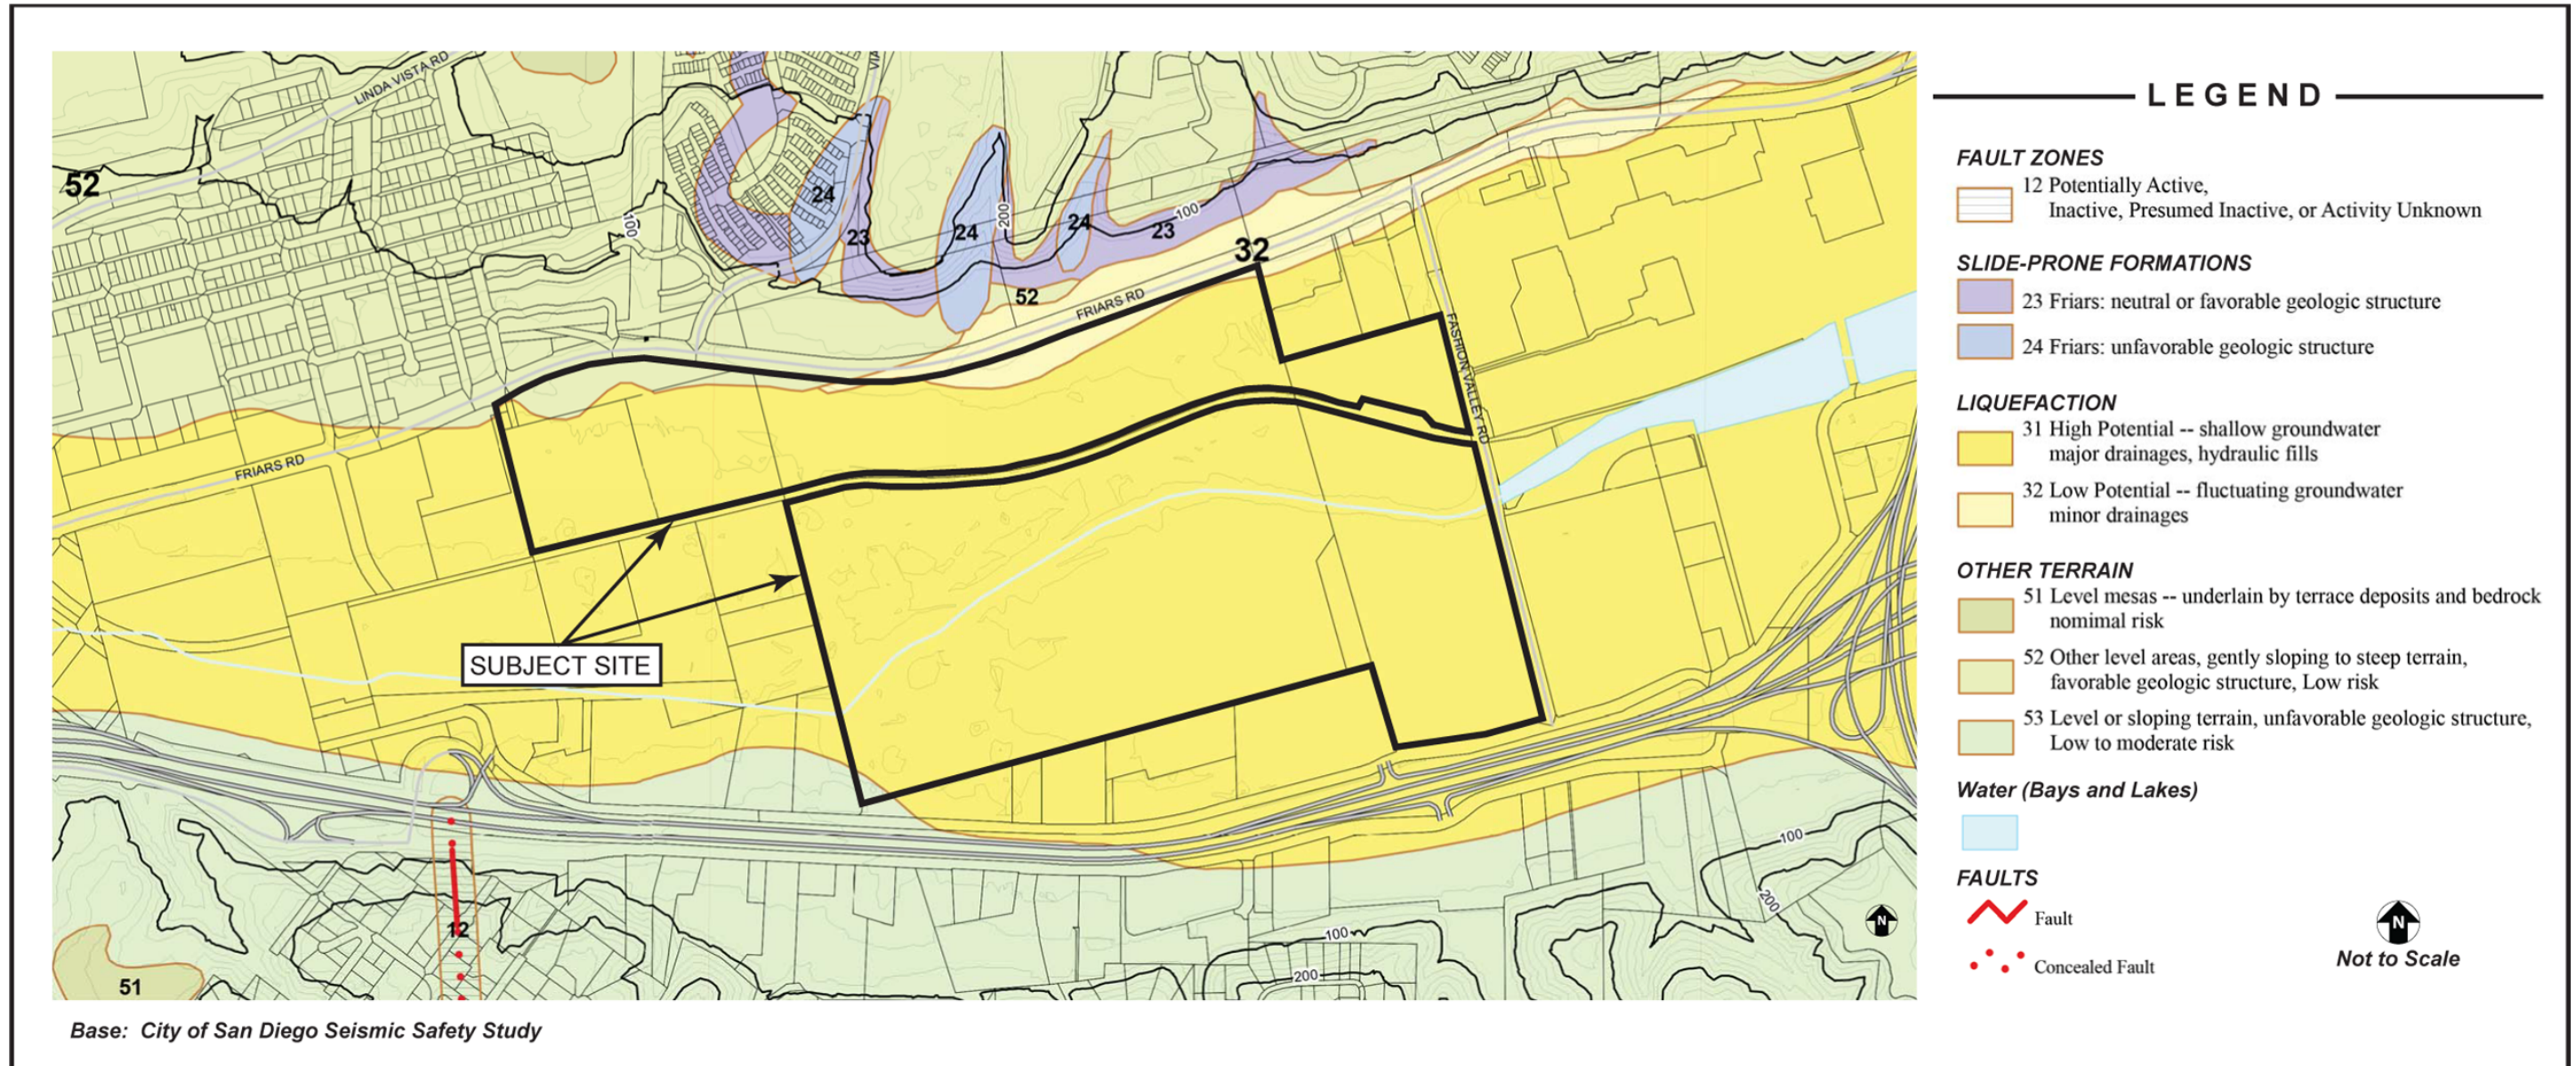 LINDA VISTA RD
VIA
52
24
23
24
200
24
23
100
100
32
52
FRIARS RD
FASHION VALLEY RD
FRIARS RD
SUBJECT SITE
12
51
100
200
100
200
N
Base: City of San Diego Seismic Safety Study
LEGEND
FAULT ZONES
12 Potentially Active,
Inactive, Presumed Inactive, or Activity Unknown
SLIDE-PRONE FORMATIONS
23 Friars: neutral or favorable geologic structure
24 Friars: unfavorable geologic structure
LIQUEFACTION
31 High Potential -- shallow groundwater
major drainages, hydraulic fills
32 Low Potential -- fluctuating groundwater
minor drainages
OTHER TERRAIN
51 Level mesas -- underlain by terrace deposits and bedrock
nomimal risk
52 Other level areas, gently sloping to steep terrain,
favorable geologic structure, Low risk
53 Level or sloping terrain, unfavorable geologic structure,
Low to moderate risk
Water (Bays and Lakes)
FAULTS
Fault
Concealed Fault
N
Not to Scale